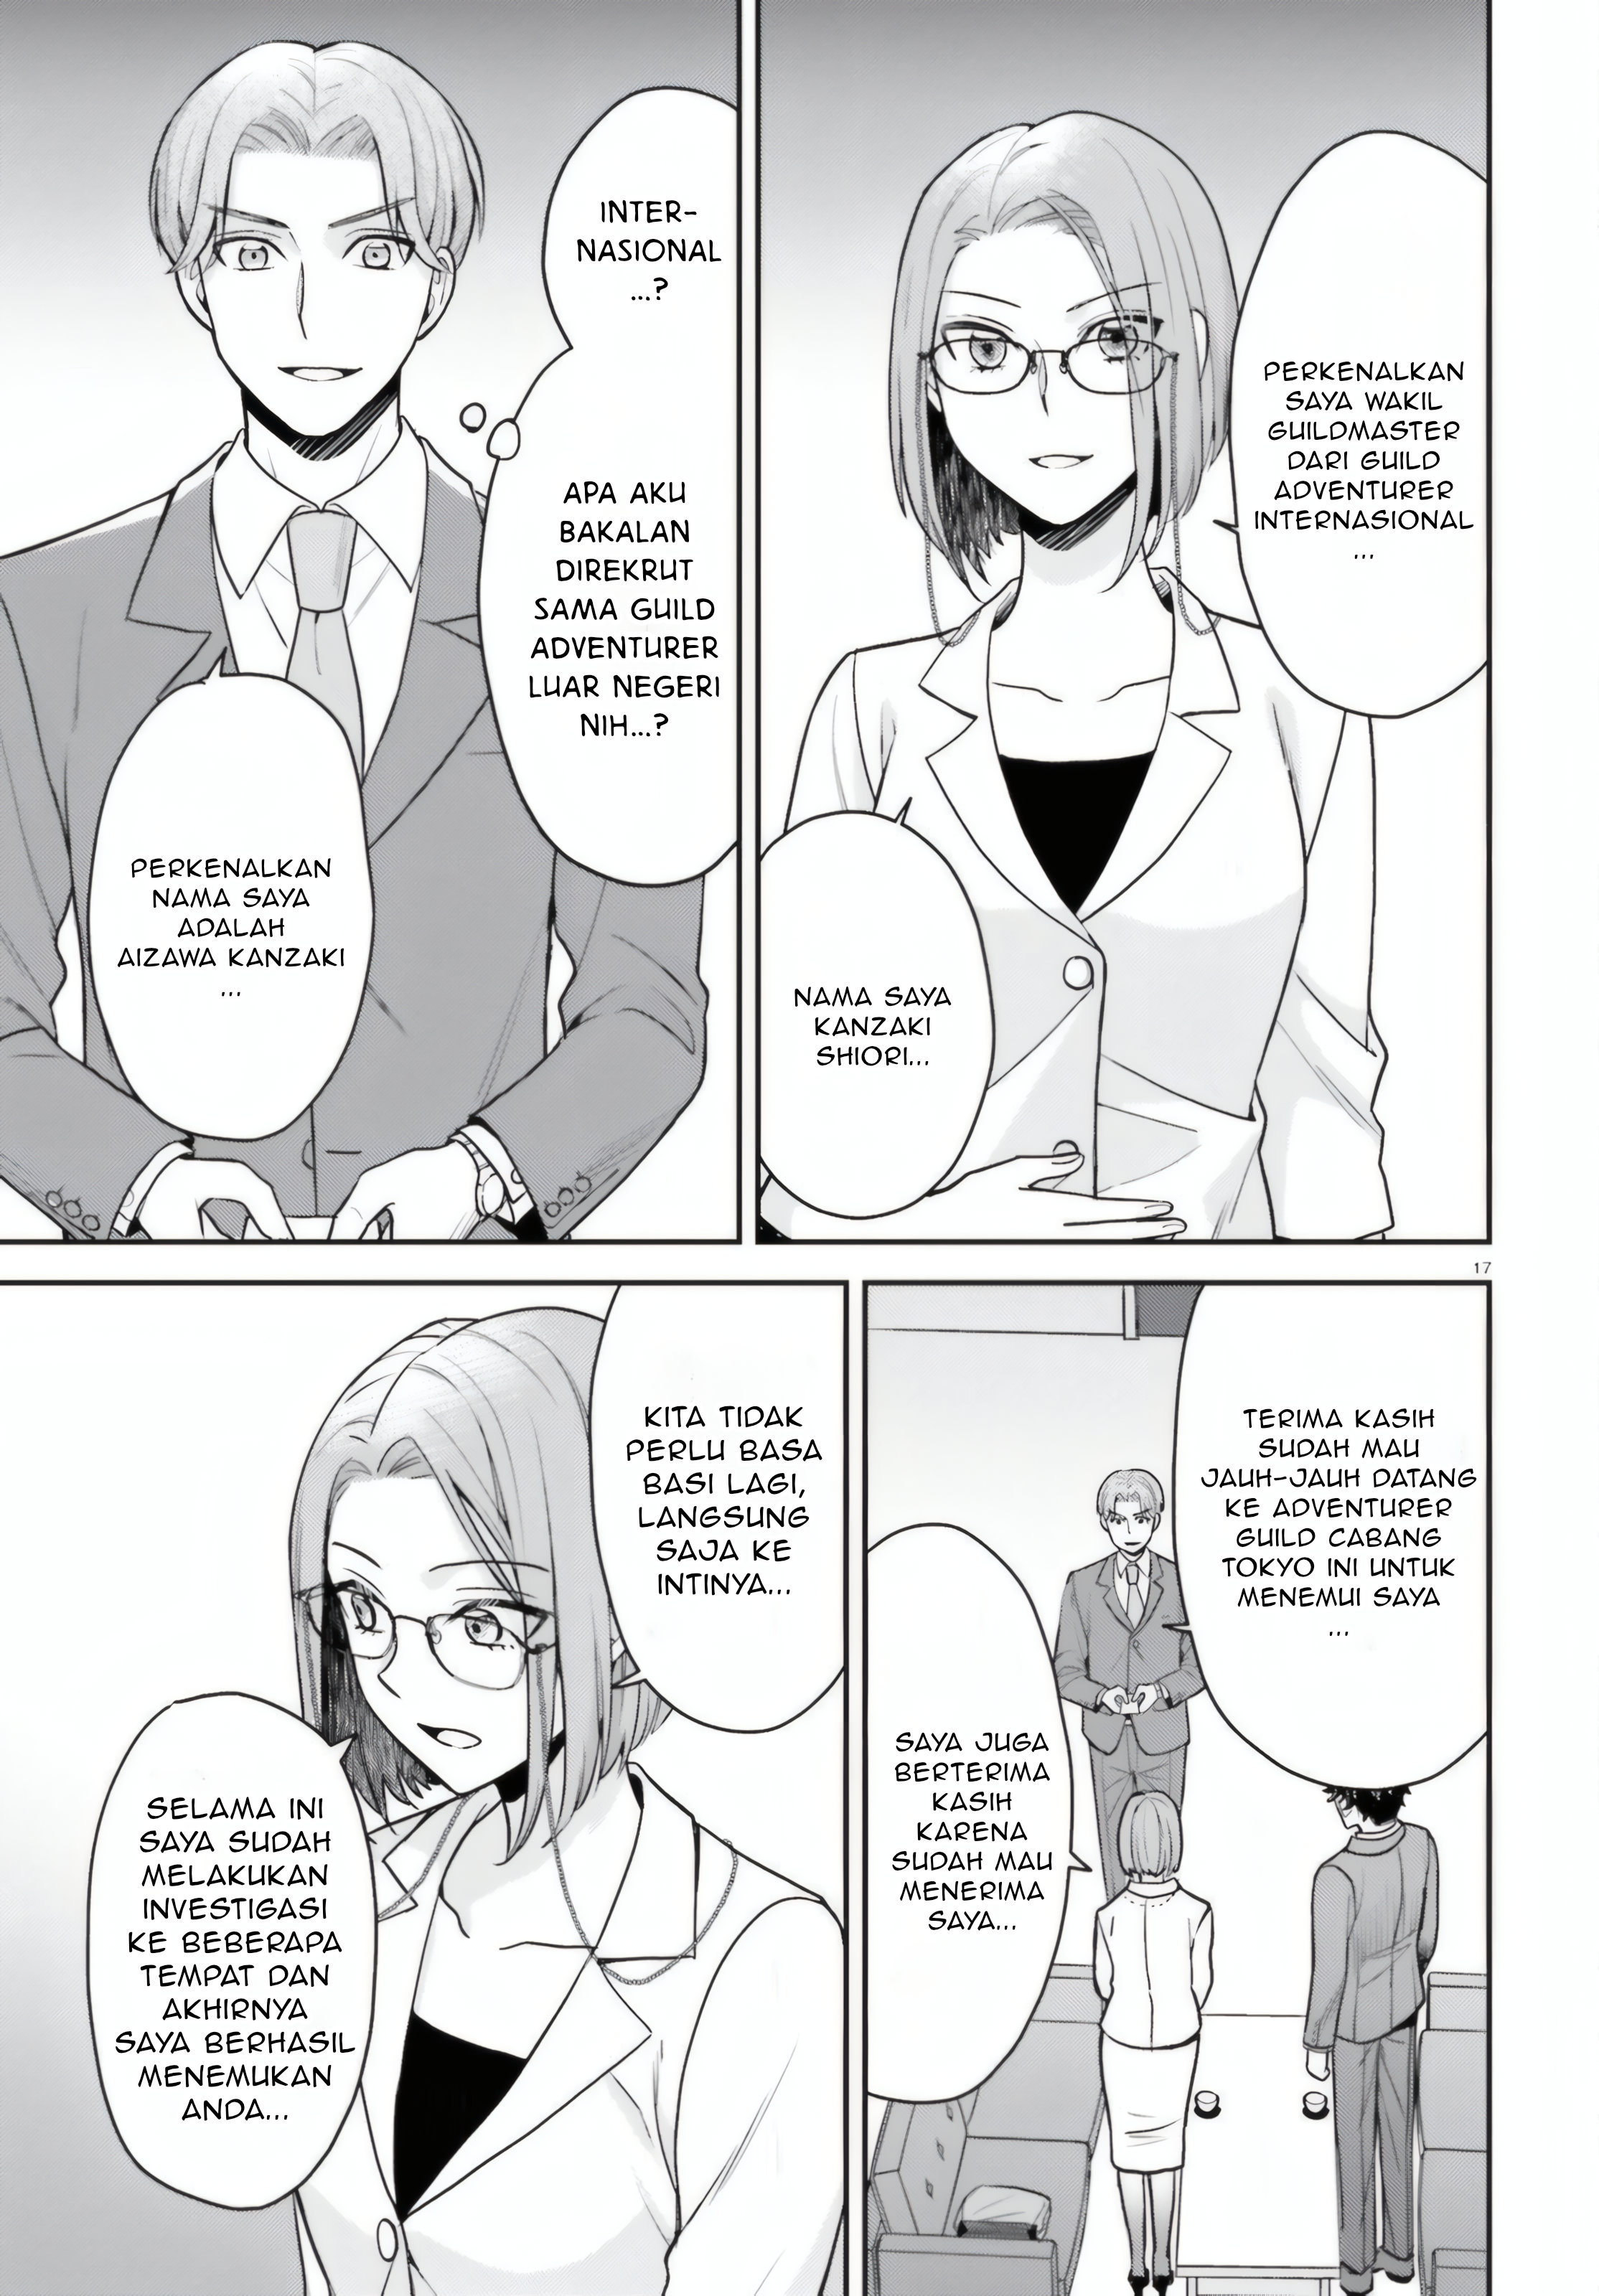 PERKENALKAN
SAYA WAKIL
GUILDMASTER
DARI GUILD
ADVENTURER
INTERNASIONAL
...
NAMA SAYA
KANZAKI
SHIORI...
INTER-
NASIONAL
...?
APA AKU
BAKALAN
DIREKRUT
SAMA GUILD
ADVENTURER
LUAR NEGERI
NIH...?
PERKENALKAN
NAMA SAYA
ADALAH
AIZAWA KANZAKI
...
17
TERIMA KASIH
SUDAH MAU
JAUH-JAUH DATANG
KE ADVENTURER
GUILD CABANG
TOKYO INI UNTUK
MENEMUI SAYA
...
SAYA JUGA
BERTERIMA
KASIH
KARENA
SUDAH MAU
MENERIMA
SAYA...
KITA TIDAK
PERLU BASA
BASI LAGI,
LANGSUNG
SAJA KE
INTINYA...
SELAMA INI
SAYA SUDAH
MELAKUKAN
INVESTIGASI
KE BEBERAPA
TEMPAT DAN
AKHIRNYA
SAYA BERHASIL
MENEMUKAN
ANDA...